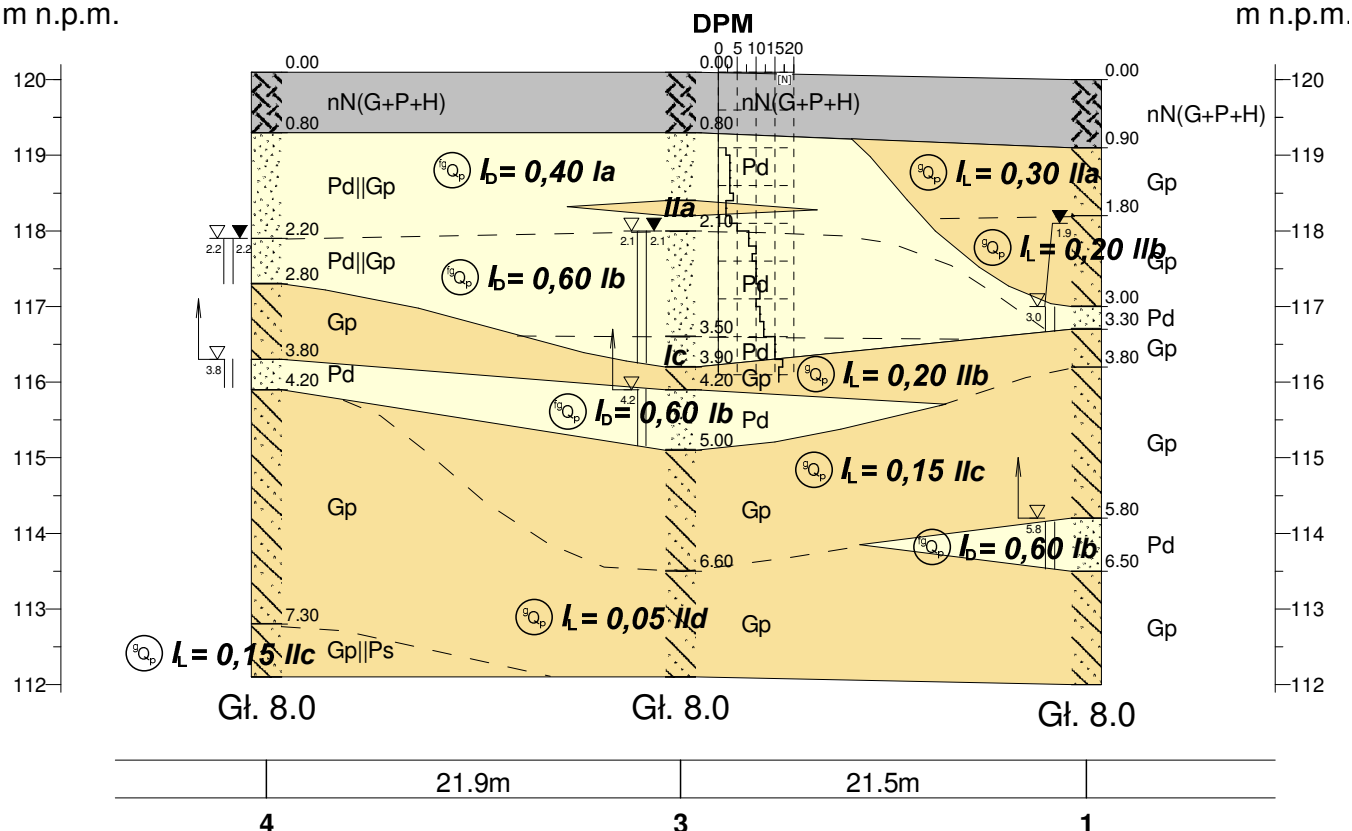 m n.p.m.
m n.p.m.
DPM
0 5 10 15 20
[N]
120
119
118
117
116
115
114
113
112
0.00
nN(G+P+H)
0.80
Pd||Gp
2.20
2.2 2.2
Pd||Gp
2.80
Gp
3.80
3.8
Pd
4.20
Gp
7.30
Gp||Ps
fgQp ID = 0,40 Ia
IIa
fgQp ID = 0,60 Ib
Ic
fgQp ID = 0,60 Ib
gQp IL = 0,05 IId
gQp IL = 0,15 IIc
0.00
nN(G+P+H)
0.80
Pd
2.10
2.1 2.1
Pd
3.50
Pd
3.90
Gp
4.20
4.2
Pd
5.00
Gp
6.60
Gp
gQp IL = 0,30 IIa
gQp IL = 0,20 IIb
gQp IL = 0,20 IIb
gQp IL = 0,15 IIc
fgQp ID = 0,60 Ib
0.00
nN(G+P+H)
0.90
Gp
1.80
1.9
Gp
3.00
3.0
Pd
3.30
Gp
3.80
Gp
5.80
5.8
Pd
6.50
Gp
120
119
118
117
116
115
114
113
112
Gł. 8.0
Gł. 8.0
Gł. 8.0
21.9m
21.5m
4
3
1